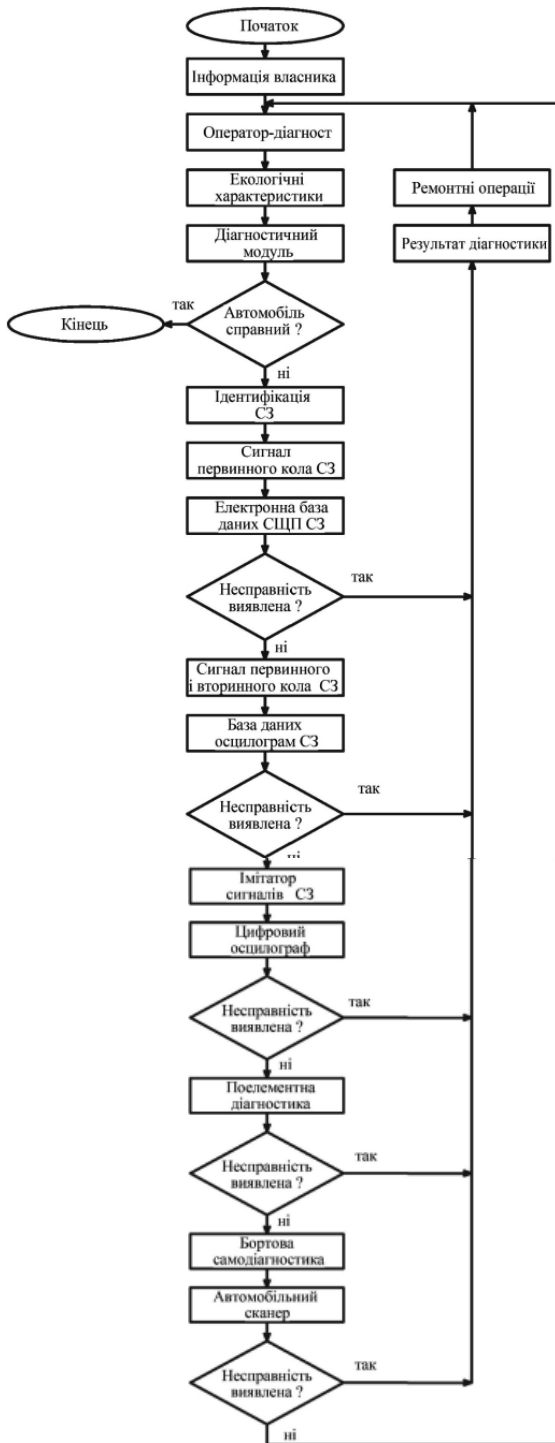 Початок
Інформація власника
Оператор-діагност
Екологічні
характеристики
Ремонтні операції
Діагностичний
модуль
Результат діагностики
так
Автомобіль
справний ?
Кінець
ні
Ідентифікація
СЗ
Сигнал
первинного кола СЗ
Електронна база
даних СЩП СЗ
так
Несправність
виявлена ?
ні
Сигнал первинного
і вторинного кола СЗ
База даних
осцилограм СЗ
так
Несправність
виявлена ?
ні
Імітатор
сигналів СЗ
Цифровий
осцилограф
так
Несправність
виявлена ?
ні
Поелементна
діагностика
так
Несправність
виявлена ?
ні
Бортова
самодіагностика
Автомобільний
сканер
так
Несправність
виявлена ?
ні